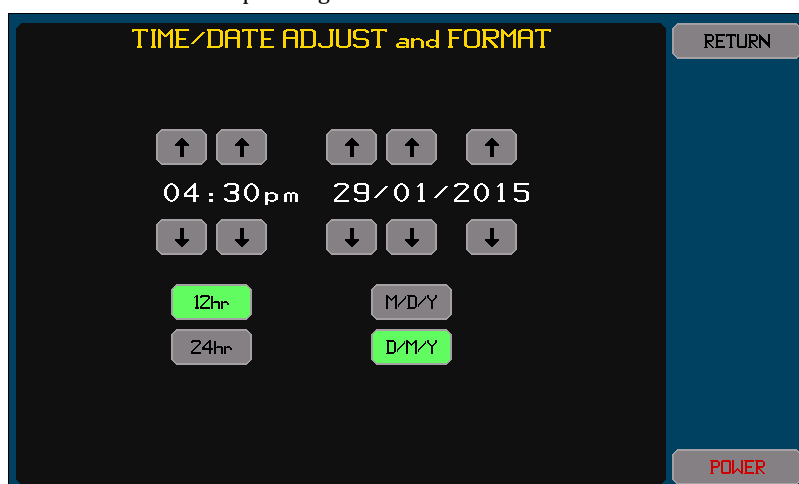 TIME/DATE ADJUST and FORMAT
RETURN
04:30pm 29/01/2015
12hr M/D/Y
24hr D/M/Y
POWER